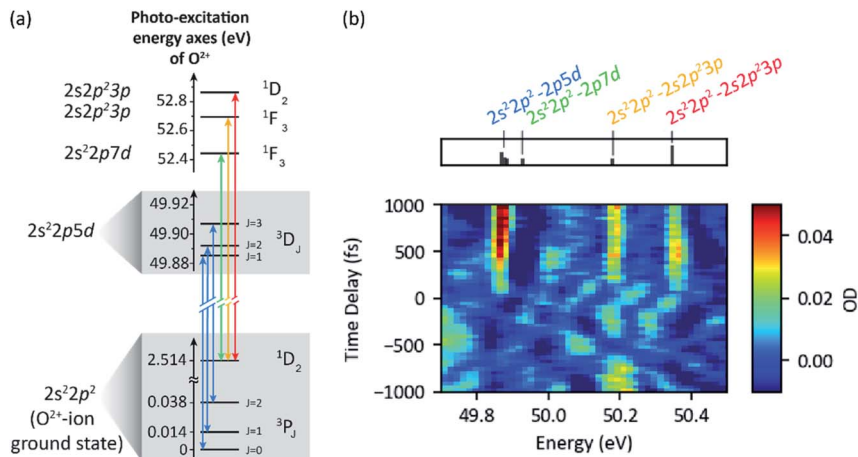 (a)
Photo-excitation
energy axes (eV)
of O²⁺
2s2p²3p
2s2p²3p
2s²2p7d
52.8
52.6
52.4
¹D₂
¹F₃
¹F₃
2s²2p5d
49.92
49.90
49.88
J=3
J=2
J=1
³D_J
2s²2p²
(O²⁺-ion
ground state)
2.514
≈
0.038
0.014
0
¹D₂
J=2
J=1
J=0
³P_J
(b)
2s²2p²-2p5d
2s²2p²-2p7d
2s²2p²-2s2p²3p
2s²2p²-2s2p²3p
1000
500
0
−500
−1000
Time Delay (fs)
49.8
50.0
50.2
50.4
Energy (eV)
0.04
0.02
0.00
OD